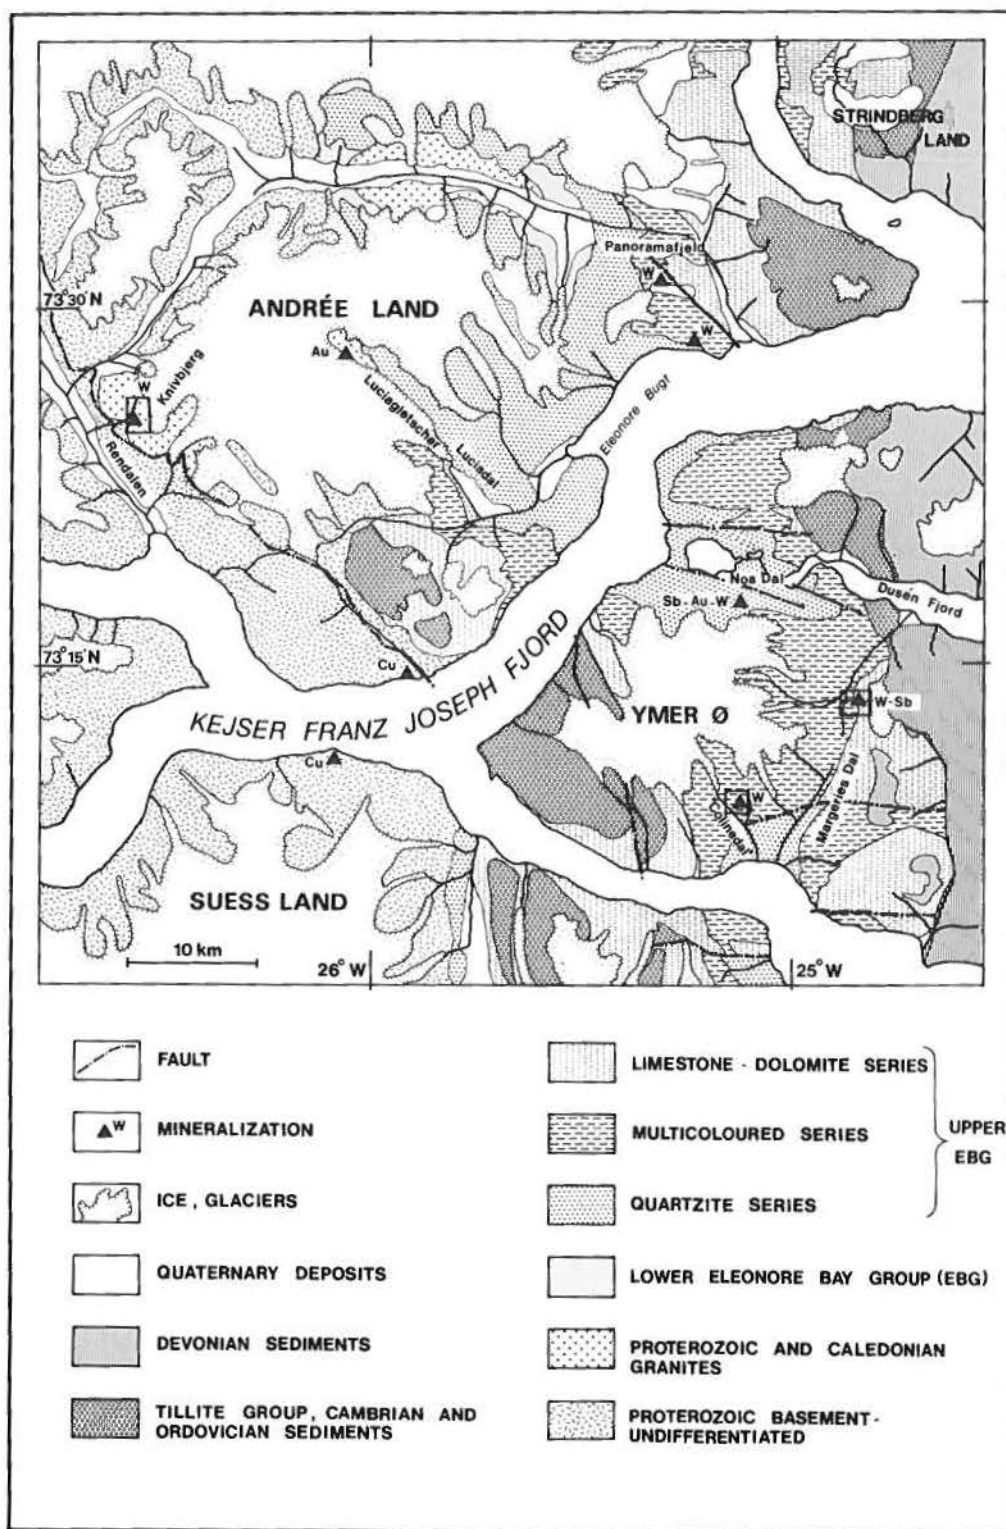 STRINDBERG
LAND
Panoramafjeld
W
73°30'N
ANDRÉE LAND
W
Au
Knivbjerg
W
Luciagletscher
Eleonore Bugt
Luciadal
Rendalen
Noa Dal
Dusén Fjord
Sb-Au-W
73°15'N
Cu
KEJSER FRANZ JOSEPH FJORD
YMER Ø
W-Sb
Cu
Margeries Dal
W
SUESS LAND
10 km
26°W
25°W
FAULT
MINERALIZATION
W
ICE, GLACIERS
QUATERNARY DEPOSITS
DEVONIAN SEDIMENTS
TILLITE GROUP, CAMBRIAN AND
ORDOVICIAN SEDIMENTS
LIMESTONE - DOLOMITE SERIES
MULTICOLOURED SERIES
QUARTZITE SERIES
UPPER
EBG
LOWER ELEONORE BAY GROUP (EBG)
PROTEROZOIC AND CALEDONIAN
GRANITES
PROTEROZOIC BASEMENT-
UNDIFFERENTIATED